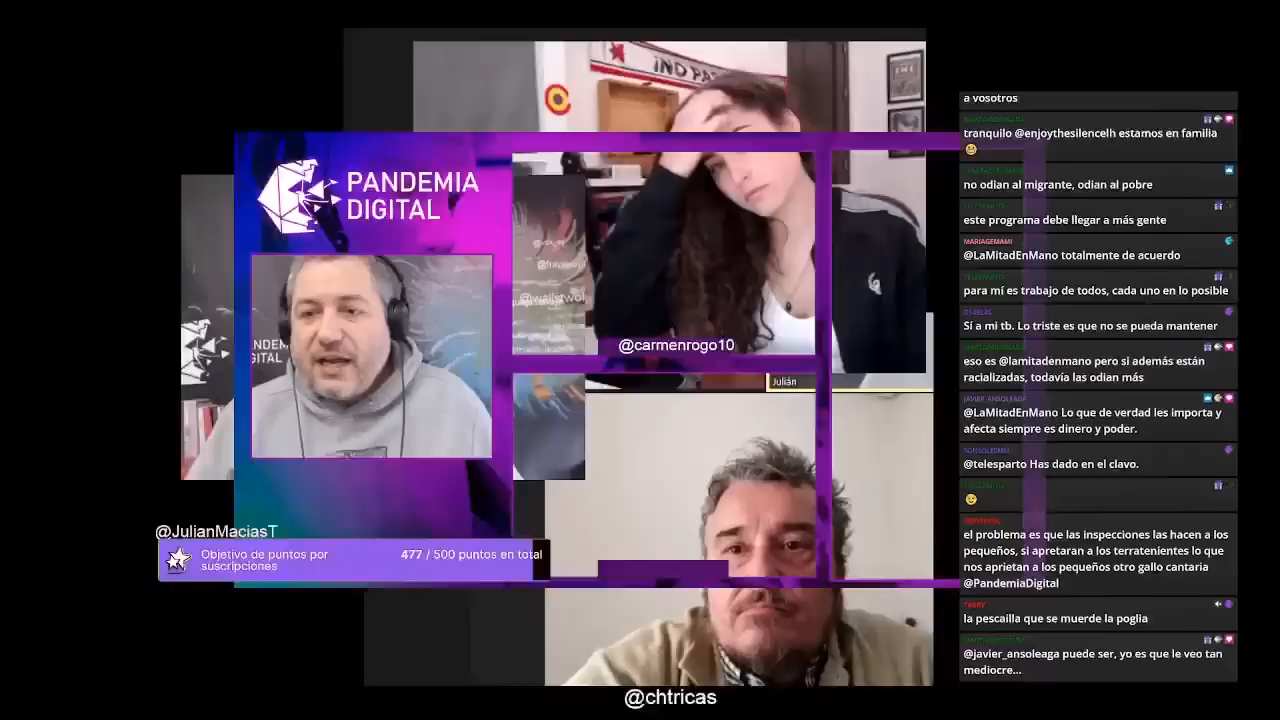 ¡NO PA
PANDEMIA
DIGITAL
@wallstwol
@carmenrogo10
Julián
@JulianMaciasT
Objetivo de puntos por
suscripciones
477 / 500 puntos en total
@chtricas
a vosotros
tranquilo @enjoythesilencelh estamos en familia
no odian al migrante, odian al pobre
este programa debe llegar a más gente
MARIAGEMAMI
@LaMitadEnMano totalmente de acuerdo
para mí es trabajo de todos, cada uno en lo posible
Sí a mi tb. Lo triste es que no se pueda mantener
eso es @lamitadenmano pero si además están
racializadas, todavía las odian más
JAVIER_ANSOLEAGA
@LaMitadEnMano Lo que de verdad les importa y
afecta siempre es dinero y poder.
@telesparto Has dado en el clavo.
el problema es que las inspecciones las hacen a los
pequeños, si apretaran a los terratenientes lo que
nos aprietan a los pequeños otro gallo cantaria
@PandemiaDigital
la pescailla que se muerde la poglia
@javier_ansoleaga puede ser, yo es que le veo tan
mediocre...